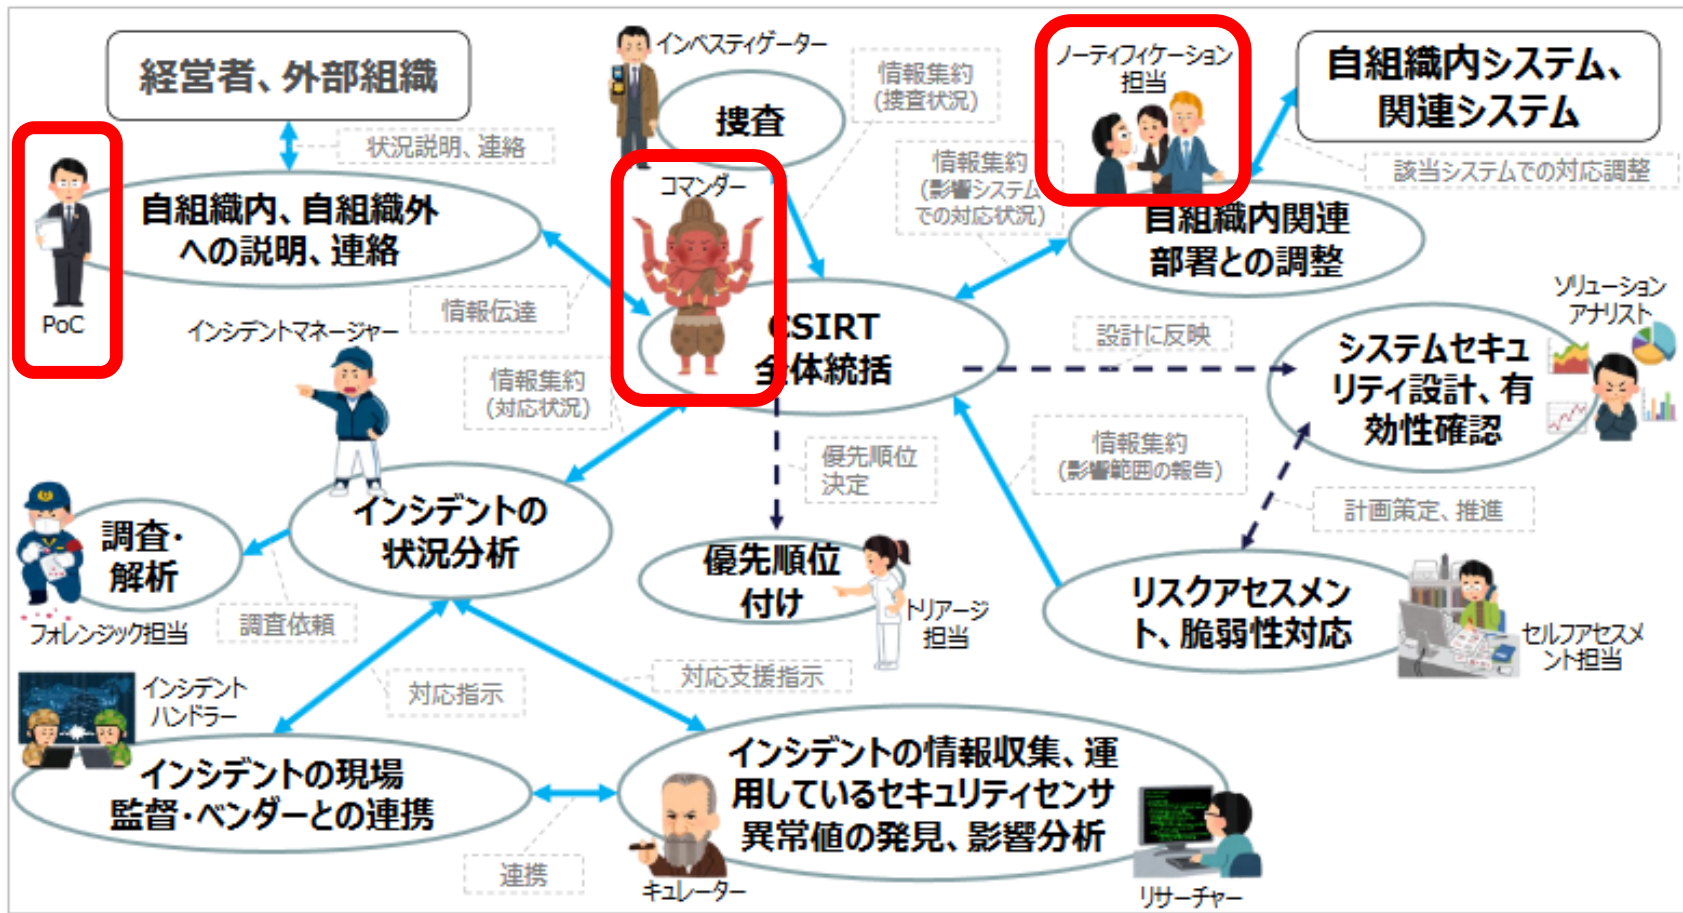 経営者、外部組織
状況説明、連絡
自組織内、自組織外
への説明、連絡
PoC
情報伝達
インベスティゲーター
捜査
情報集約
(捜査状況)
コマンダー
CSIRT
全体統括
ノーティフィケーション
担当
情報集約
(影響システム
での対応状況)
自組織内関連
部署との調整
自組織内システム、
関連システム
該当システムでの対応調整
ソリューション
アナリスト
設計に反映
システムセキュ
リティ設計、有
効性確認
インシデントマネージャー
情報集約
(対応状況)
インシデントの
状況分析
優先順位
決定
情報集約
(影響範囲の報告)
計画策定、推進
調査・
解析
フォレンジック担当
調査依頼
優先順位
付け
トリアージ
担当
リスクアセスメン
ト、脆弱性対応
セルフアセスメ
ント担当
インシデント
ハンドラー
対応指示
対応支援指示
インシデントの現場
監督・ベンダーとの連携
連携
インシデントの情報収集、運
用しているセキュリティセンサ
異常値の発見、影響分析
キュレーター
リサーチャー